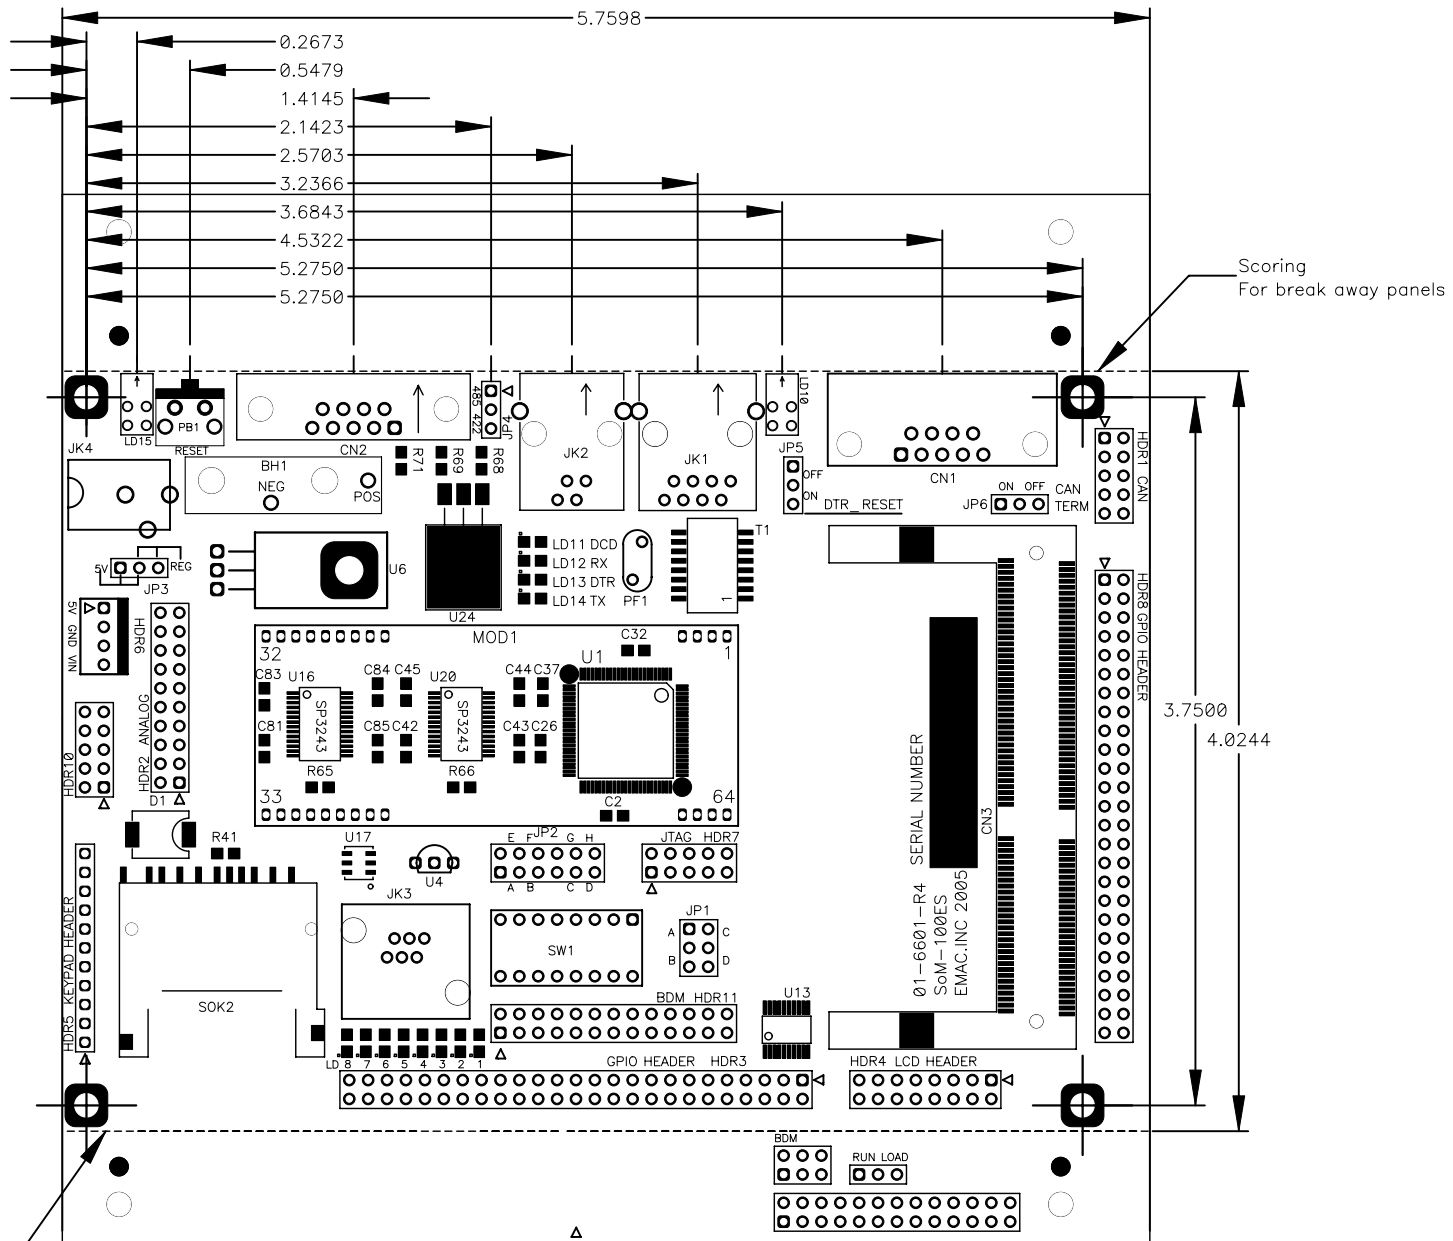 5.7598
0.2673
0.5479
1.4145
2.1423
2.5703
3.2366
3.6843
4.5322
5.2750
5.2750
Scoring
For break away panels
JK4
LD15
PB1
RESET
CN2
485 422
JP4
LD10
JK2
JK1
JP5
OFF
ON
DTR_RESET
CN1
ON OFF
JP6
CAN
TERM
HDR1 CAN
BH1
NEG
POS
R71
R69
R68
5V
REG
JP3
U6
U24
LD11 DCD
LD12 RX
LD13 DTR
LD14 TX
PF1
T1
1
5V GND VIN
HDR6
HDR2 ANALOG
HDR10
MOD1
32
1
33
64
C83
C81
U16
SP3243
R65
C84 C45
C85 C42
U20
SP3243
R66
C44 C37
C43 C26
U1
C32
C2
HDR8 GPIO HEADER
3.7500
4.0244
D1
R41
U17
U4
E F JP2 G H
A B C D
JTAG HDR7
JK3
SW1
JP1
A C
B D
01-6601-R4 SERIAL NUMBER
SoM-100ES
EMAC.INC 2005
CN3
HDR5 KEYPAD HEADER
SOK2
BDM HDR11
U13
LD 8 7 6 5 4 3 2 1
GPIO HEADER HDR3
HDR4 LCD HEADER
BDM
RUN LOAD